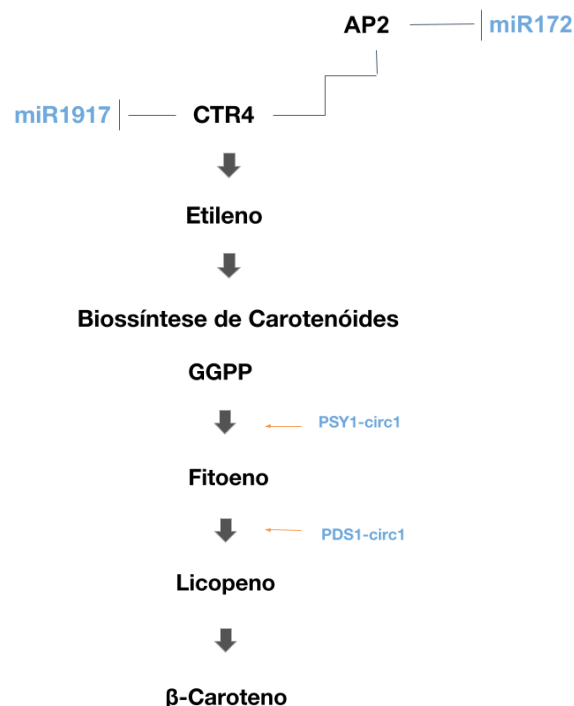 AP2
miR172
miR1917
CTR4
Etileno
Biossíntese de Carotenóides
GGPP
PSY1-circ1
Fitoeno
PDS1-circ1
Licopeno
β-Caroteno